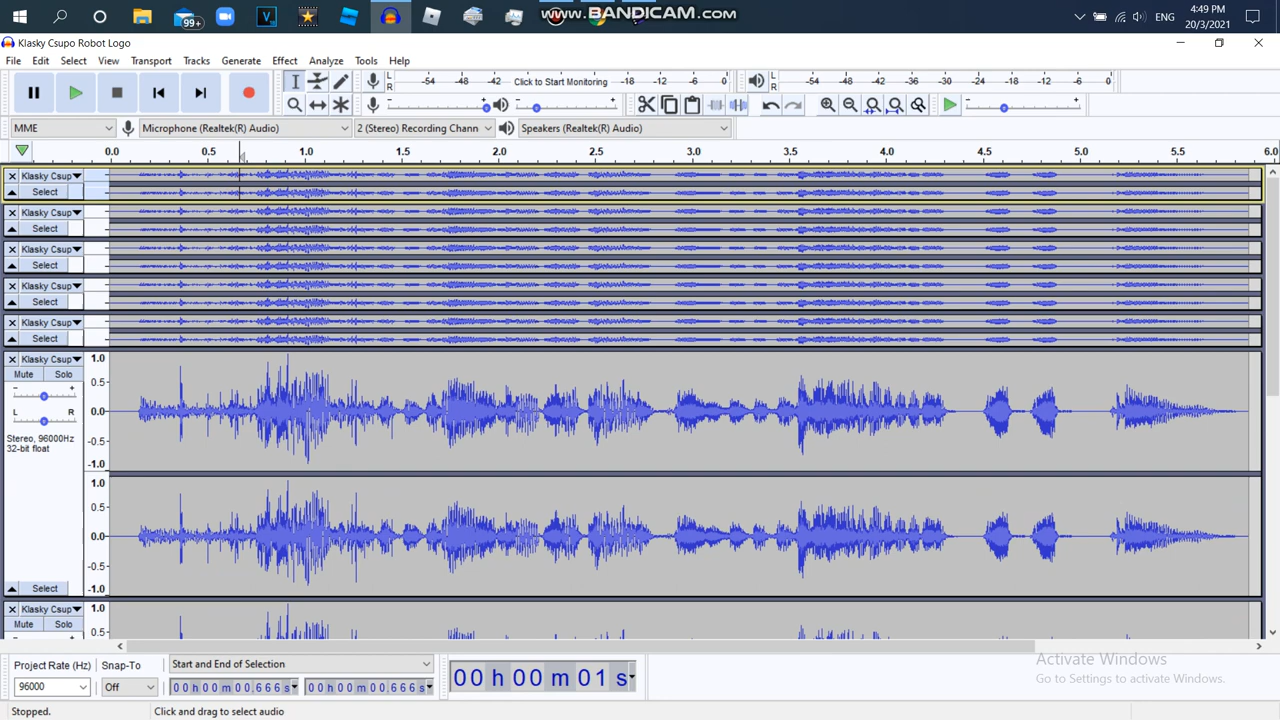 www.BANDICAM.com
99+
V
ENG
4:49 PM
20/3/2021
Klasky Csupo Robot Logo
File Edit Select View Transport Tracks Generate Effect Analyze Tools Help
L R -54 -48 -42 Click to Start Monitoring -18 -12 -6 0
L R -54 -48 -42 -36 -30 -24 -18 -12 -6 0
MME Microphone (Realtek(R) Audio) 2 (Stereo) Recording Chann Speakers (Realtek(R) Audio)
0.0 0.5 1.0 1.5 2.0 2.5 3.0 3.5 4.0 4.5 5.0 5.5 6.0
Klasky Csup
Select
Klasky Csup
Select
Klasky Csup
Select
Klasky Csup
Select
Klasky Csup
Select
Klasky Csup 1.0
Mute Solo
- + 0.5
L R 0.0
Stereo, 96000Hz -0.5
32-bit float
-1.0
1.0
0.5
0.0
-0.5
Select -1.0
Klasky Csup 1.0
Mute Solo
- + 0.5
Project Rate (Hz) Snap-To Start and End of Selection
96000 Off 00 h 00 m 00.666 s 00 h 00 m 00.666 s
00 h 00 m 01 s
Activate Windows
Go to Settings to activate Windows.
Stopped. Click and drag to select audio